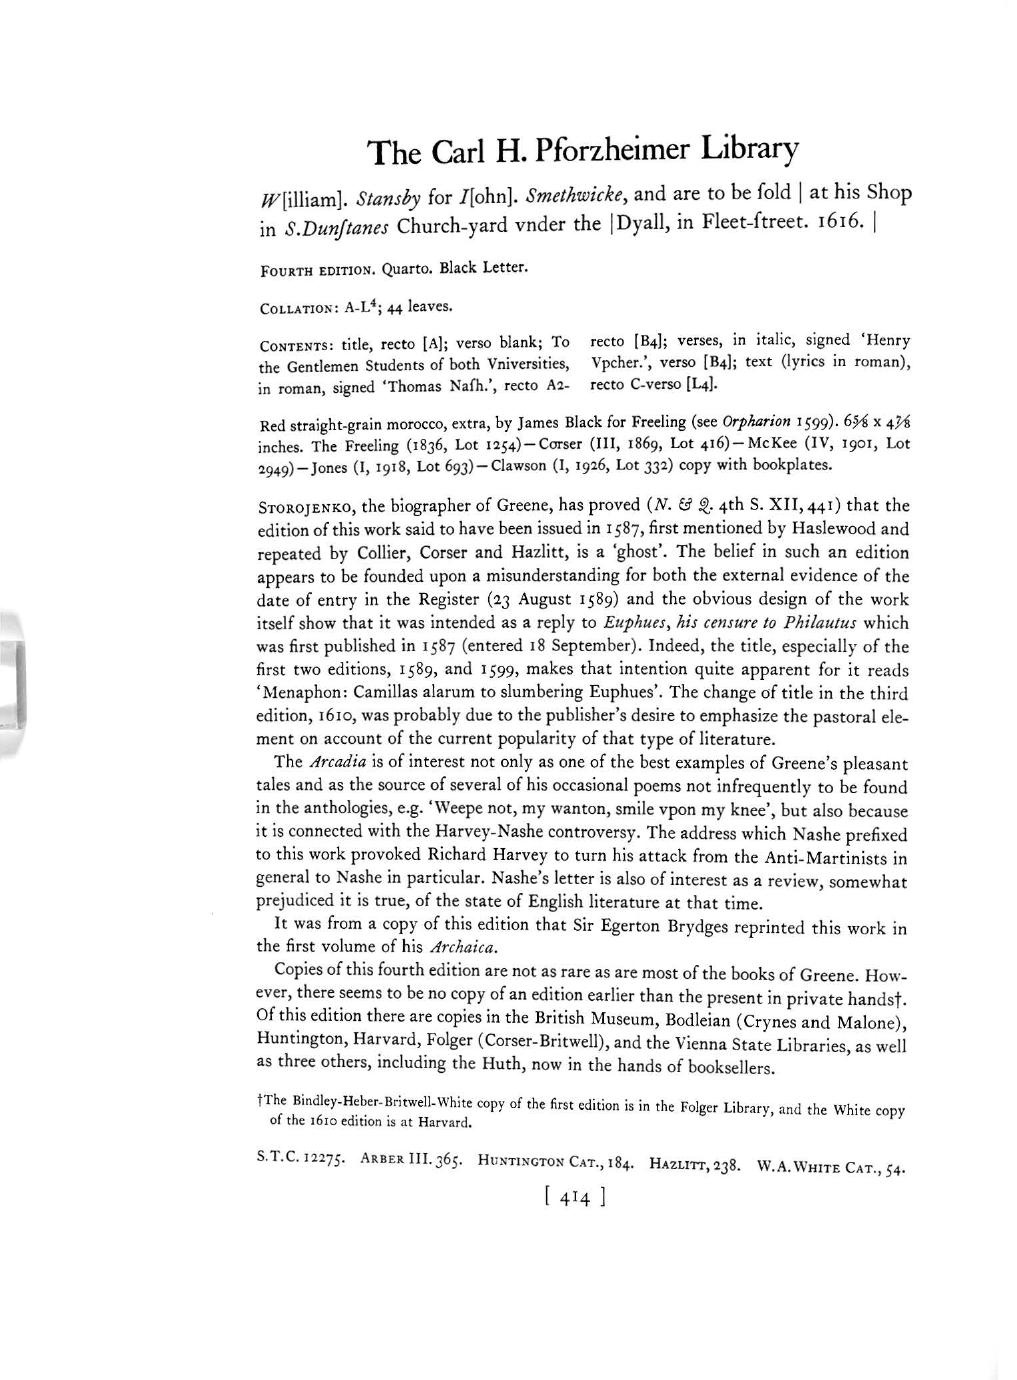 The Carl H. Pforzheimer Library
W[illiam]. Stansby for I[ohn]. Smethwicke, and are to be ſold | at his Shop
in S.Dunſtanes Church-yard vnder the |Dyall, in Fleet-ſtreet. 1616. |
FOURTH EDITION. Quarto. Black Letter.
COLLATION: A-L⁴; 44 leaves.
CONTENTS: title, recto [A]; verso blank; To
the Gentlemen Students of both Vniversities,
in roman, signed ‘Thomas Naſh.’, recto A2-
recto [B4]; verses, in italic, signed ‘Henry
Vpcher.’, verso [B4]; text (lyrics in roman),
recto C-verso [L4].
Red straight-grain morocco, extra, by James Black for Freeling (see Orpharion 1599). 6⅝ x 4⅞
inches. The Freeling (1836, Lot 1254)—Corser (III, 1869, Lot 416)—McKee (IV, 1901, Lot
2949)—Jones (I, 1918, Lot 693)—Clawson (I, 1926, Lot 332) copy with bookplates.
STOROJENKO, the biographer of Greene, has proved (N. & Q. 4th S. XII, 441) that the
edition of this work said to have been issued in 1587, first mentioned by Haslewood and
repeated by Collier, Corser and Hazlitt, is a ‘ghost’. The belief in such an edition
appears to be founded upon a misunderstanding for both the external evidence of the
date of entry in the Register (23 August 1589) and the obvious design of the work
itself show that it was intended as a reply to Euphues, his censure to Philautus which
was first published in 1587 (entered 18 September). Indeed, the title, especially of the
first two editions, 1589, and 1599, makes that intention quite apparent for it reads
‘Menaphon: Camillas alarum to slumbering Euphues’. The change of title in the third
edition, 1610, was probably due to the publisher’s desire to emphasize the pastoral ele-
ment on account of the current popularity of that type of literature.
The Arcadia is of interest not only as one of the best examples of Greene’s pleasant
tales and as the source of several of his occasional poems not infrequently to be found
in the anthologies, e.g. ‘Weepe not, my wanton, smile vpon my knee’, but also because
it is connected with the Harvey-Nashe controversy. The address which Nashe prefixed
to this work provoked Richard Harvey to turn his attack from the Anti-Martinists in
general to Nashe in particular. Nashe’s letter is also of interest as a review, somewhat
prejudiced it is true, of the state of English literature at that time.
It was from a copy of this edition that Sir Egerton Brydges reprinted this work in
the first volume of his Archaica.
Copies of this fourth edition are not as rare as are most of the books of Greene. How-
ever, there seems to be no copy of an edition earlier than the present in private hands†.
Of this edition there are copies in the British Museum, Bodleian (Crynes and Malone),
Huntington, Harvard, Folger (Corser-Britwell), and the Vienna State Libraries, as well
as three others, including the Huth, now in the hands of booksellers.
†The Bindley-Heber-Britwell-White copy of the first edition is in the Folger Library, and the White copy
of the 1610 edition is at Harvard.
S.T.C. 12275. ARBER III. 365. HUNTINGTON CAT., 184. HAZLITT, 238. W.A. WHITE CAT., 54.
[ 414 ]